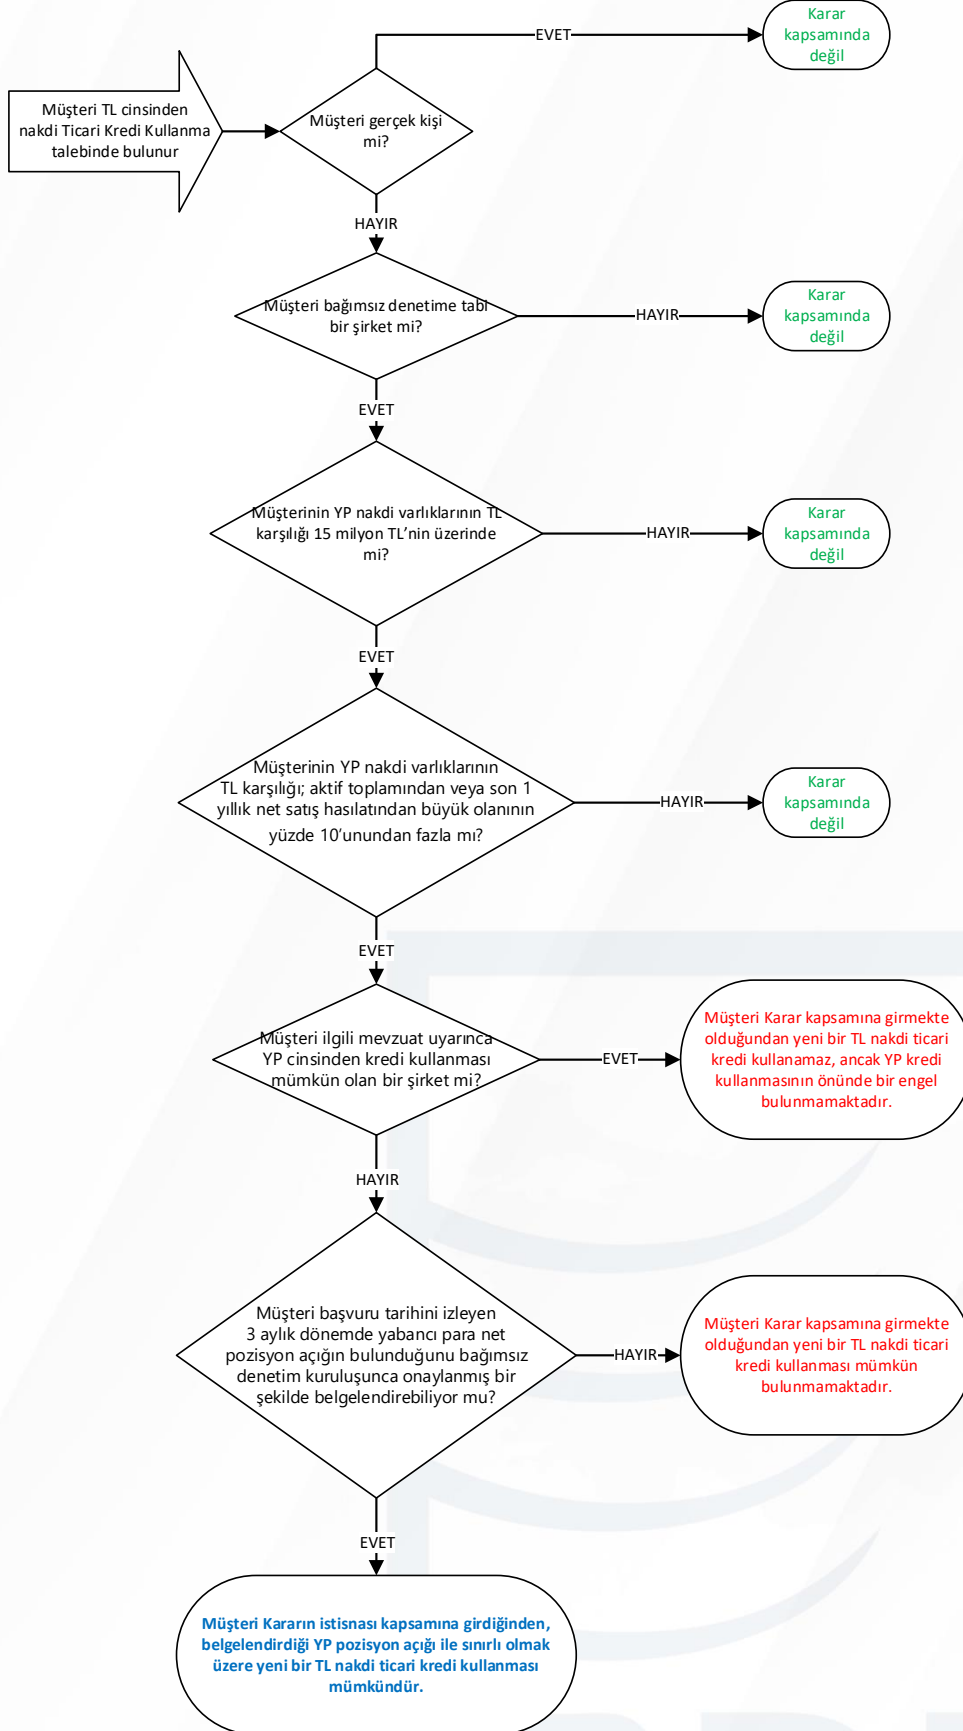 Karar
kapsamında
değil
EVET
Müşteri TL cinsinden
nakdi Ticari Kredi Kullanma
talebinde bulunur
Müşteri gerçek kişi
mi?
HAYIR
Müşteri bağımsız denetime tabi
bir şirket mi?
HAYIR
Karar
kapsamında
değil
EVET
Müşterinin YP nakdi varlıklarının TL
karşılığı 15 milyon TL’nin üzerinde
mi?
HAYIR
Karar
kapsamında
değil
EVET
Müşterinin YP nakdi varlıklarının
TL karşılığı; aktif toplamından veya son 1
yıllık net satış hasılatından büyük olanının
yüzde 10’unundan fazla mı?
HAYIR
Karar
kapsamında
değil
EVET
Müşteri ilgili mevzuat uyarınca
YP cinsinden kredi kullanması
mümkün olan bir şirket mi?
EVET
Müşteri Karar kapsamına girmekte
olduğundan yeni bir TL nakdi ticari
kredi kullanamaz, ancak YP kredi
kullanmasının önünde bir engel
bulunmamaktadır.
HAYIR
Müşteri başvuru tarihini izleyen
3 aylık dönemde yabancı para net
pozisyon açığın bulunduğunu bağımsız
denetim kuruluşunca onaylanmış bir
şekilde belgelendirebiliyor mu?
HAYIR
Müşteri Karar kapsamına girmekte
olduğundan yeni bir TL nakdi ticari
kredi kullanması mümkün
bulunmamaktadır.
EVET
Müşteri Kararın istisnası kapsamına girdiğinden,
belgelendirdiği YP pozisyon açığı ile sınırlı olmak
üzere yeni bir TL nakdi ticari kredi kullanması
mümkündür.